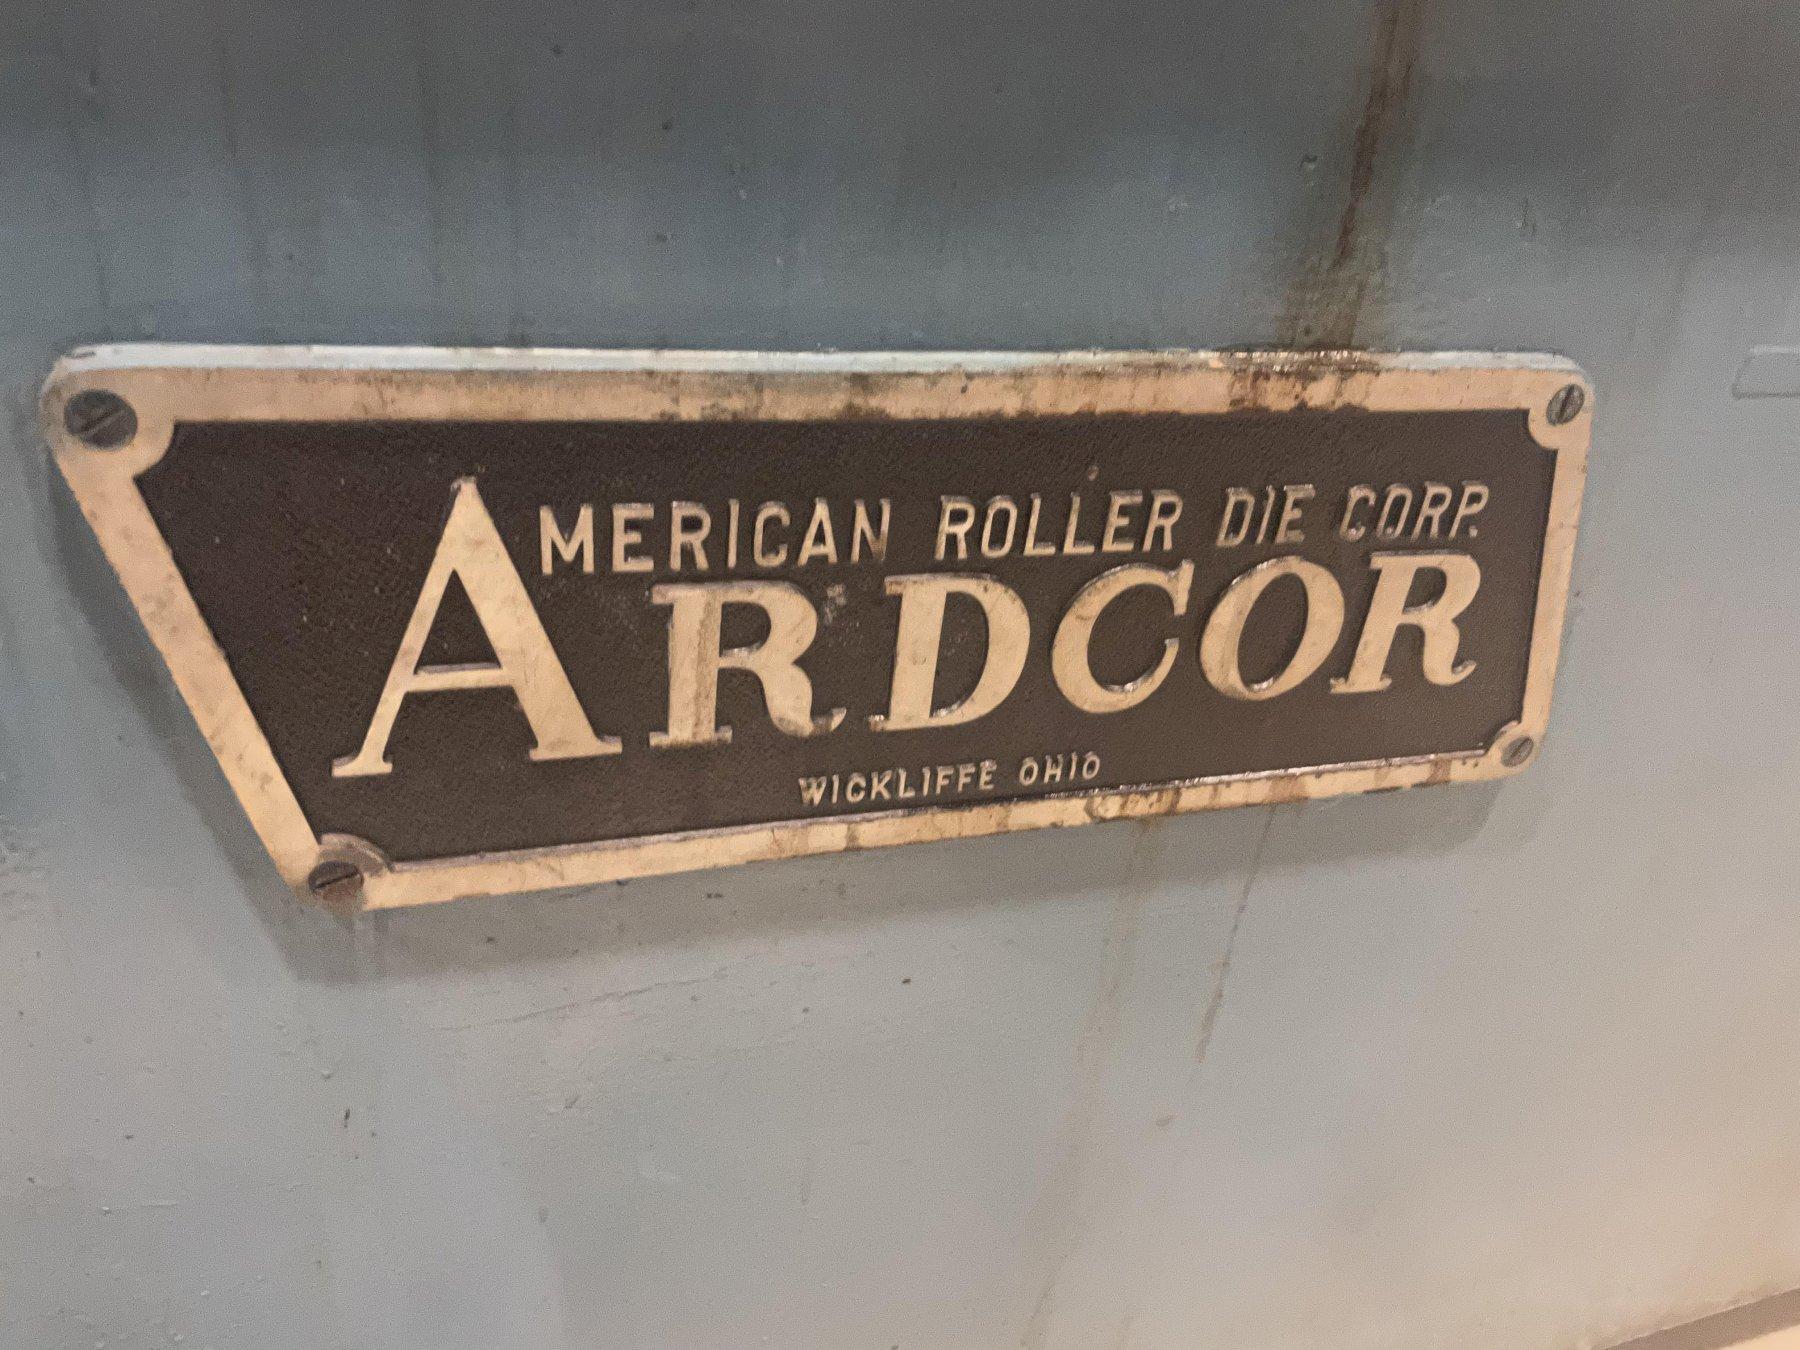 AMERICAN ROLLER DIE CORP.
ARDCOR
WICKLIFFE OHIO